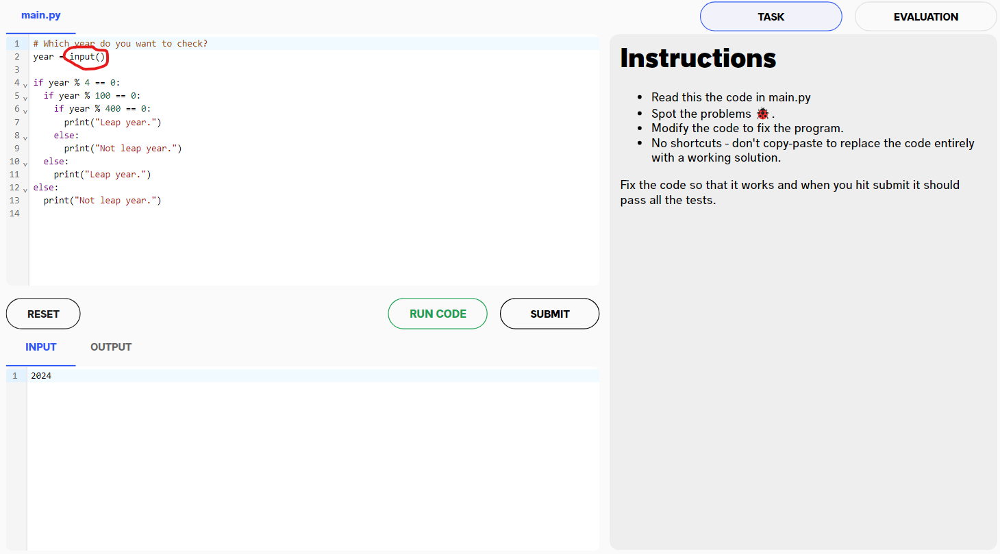 main.py
1 # Which year do you want to check?
2 year = input()
3
4 if year % 4 == 0:
5   if year % 100 == 0:
6     if year % 400 == 0:
7       print("Leap year.")
8     else:
9       print("Not leap year.")
10   else:
11     print("Leap year.")
12 else:
13   print("Not leap year.")
14
RESET
RUN CODE
SUBMIT
INPUT OUTPUT
1 2024
TASK
EVALUATION
Instructions
• Read this the code in main.py
• Spot the problems 🐞 .
• Modify the code to fix the program.
• No shortcuts - don't copy-paste to replace the code entirely
with a working solution.
Fix the code so that it works and when you hit submit it should
pass all the tests.